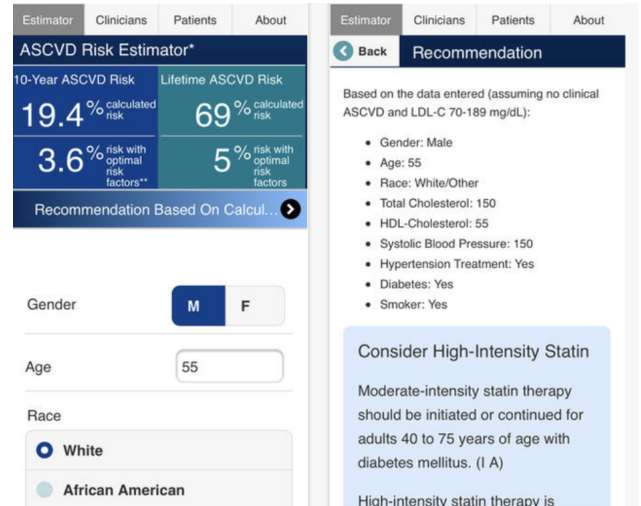 Estimator Clinicians Patients About
ASCVD Risk Estimator*
10-Year ASCVD Risk
19.4% calculated risk
3.6% risk with optimal risk factors**
Lifetime ASCVD Risk
69% calculated risk
5% risk with optimal risk factors
Recommendation Based On Calcul...
Gender M F
Age 55
Race
White
African American
Estimator Clinicians Patients About
Back Recommendation
Based on the data entered (assuming no clinical
ASCVD and LDL-C 70-189 mg/dL):
• Gender: Male
• Age: 55
• Race: White/Other
• Total Cholesterol: 150
• HDL-Cholesterol: 55
• Systolic Blood Pressure: 150
• Hypertension Treatment: Yes
• Diabetes: Yes
• Smoker: Yes
Consider High-Intensity Statin
Moderate-intensity statin therapy
should be initiated or continued for
adults 40 to 75 years of age with
diabetes mellitus. (I A)
High-intensity statin therapy is